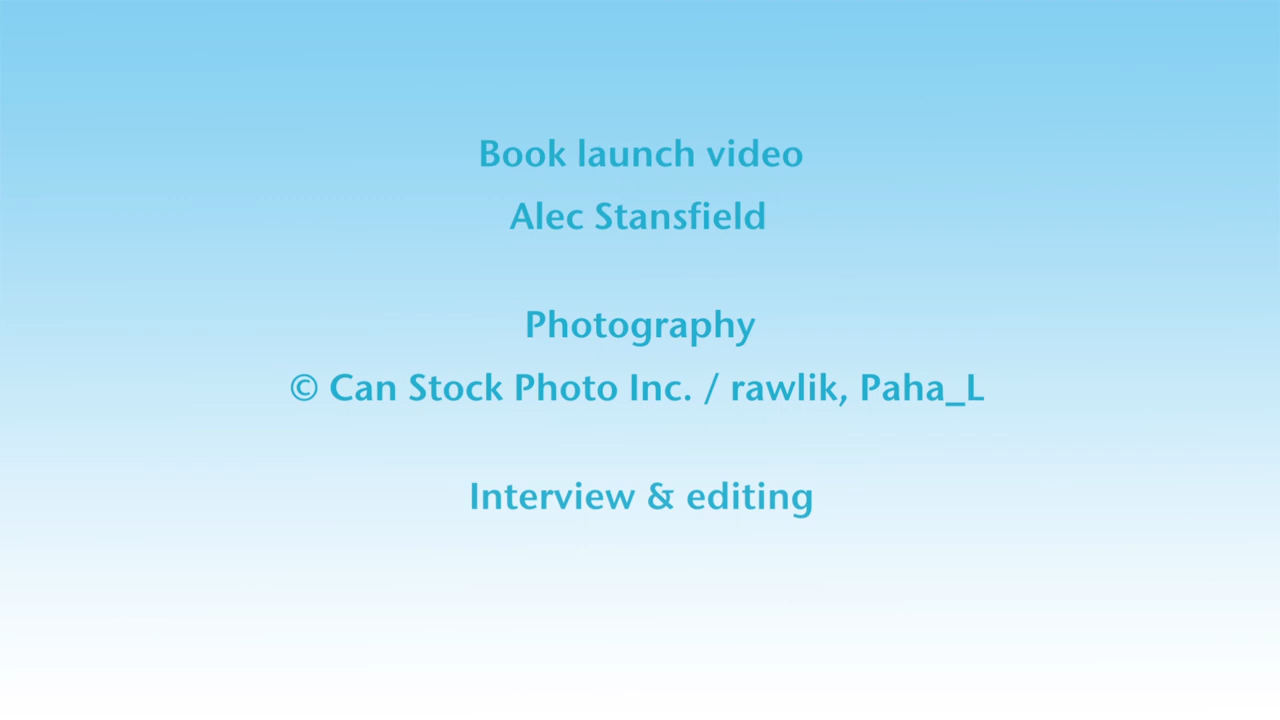 Book launch video
Alec Stansfield
Photography
© Can Stock Photo Inc. / rawlik, Paha_L
Interview & editing